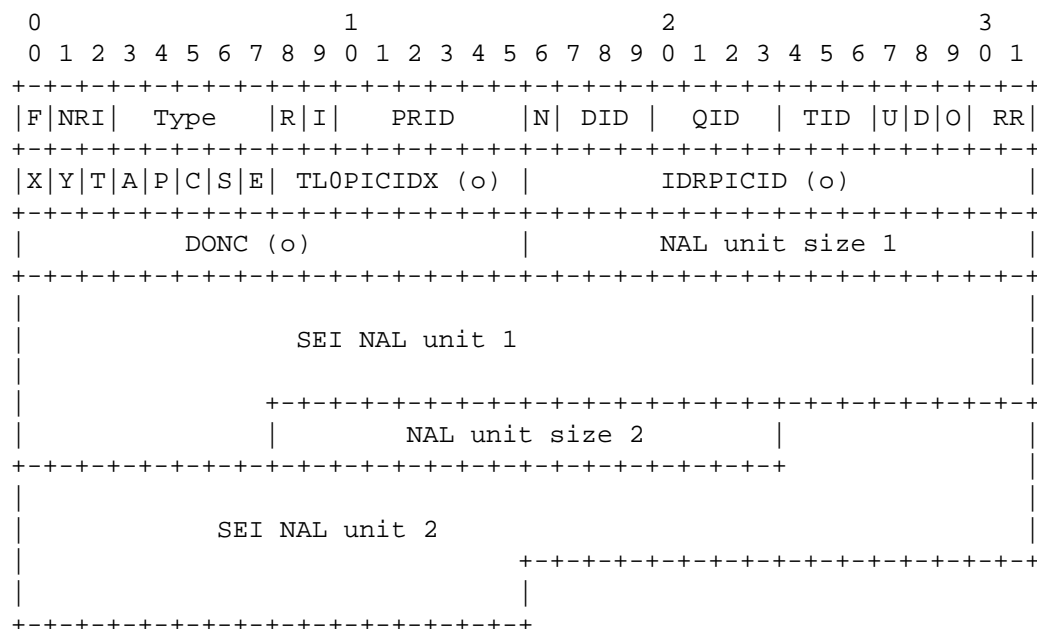 0                   1                   2                   3
 0 1 2 3 4 5 6 7 8 9 0 1 2 3 4 5 6 7 8 9 0 1 2 3 4 5 6 7 8 9 0 1
+-+-+-+-+-+-+-+-+-+-+-+-+-+-+-+-+-+-+-+-+-+-+-+-+-+-+-+-+-+-+-+-+
|F|NRI|  Type   |R|I|   PRID    |N| DID |  QID  | TID |U|D|O| RR|
+-+-+-+-+-+-+-+-+-+-+-+-+-+-+-+-+-+-+-+-+-+-+-+-+-+-+-+-+-+-+-+-+
|X|Y|T|A|P|C|S|E| TL0PICIDX (o) |        IDRPICID (o)           |
+-+-+-+-+-+-+-+-+-+-+-+-+-+-+-+-+-+-+-+-+-+-+-+-+-+-+-+-+-+-+-+-+
|          DONC (o)             |        NAL unit size 1        |
+-+-+-+-+-+-+-+-+-+-+-+-+-+-+-+-+-+-+-+-+-+-+-+-+-+-+-+-+-+-+-+-+
|                                                               |
|                 SEI NAL unit 1                                |
|                                                               |
|               +-+-+-+-+-+-+-+-+-+-+-+-+-+-+-+-+-+-+-+-+-+-+-+-+
|               |        NAL unit size 2        |               |
+-+-+-+-+-+-+-+-+-+-+-+-+-+-+-+-+-+-+-+-+-+-+-+-+               |
|                                                               |
|            SEI NAL unit 2                                     |
|                               +-+-+-+-+-+-+-+-+-+-+-+-+-+-+-+-+
|                               |
+-+-+-+-+-+-+-+-+-+-+-+-+-+-+-+-+